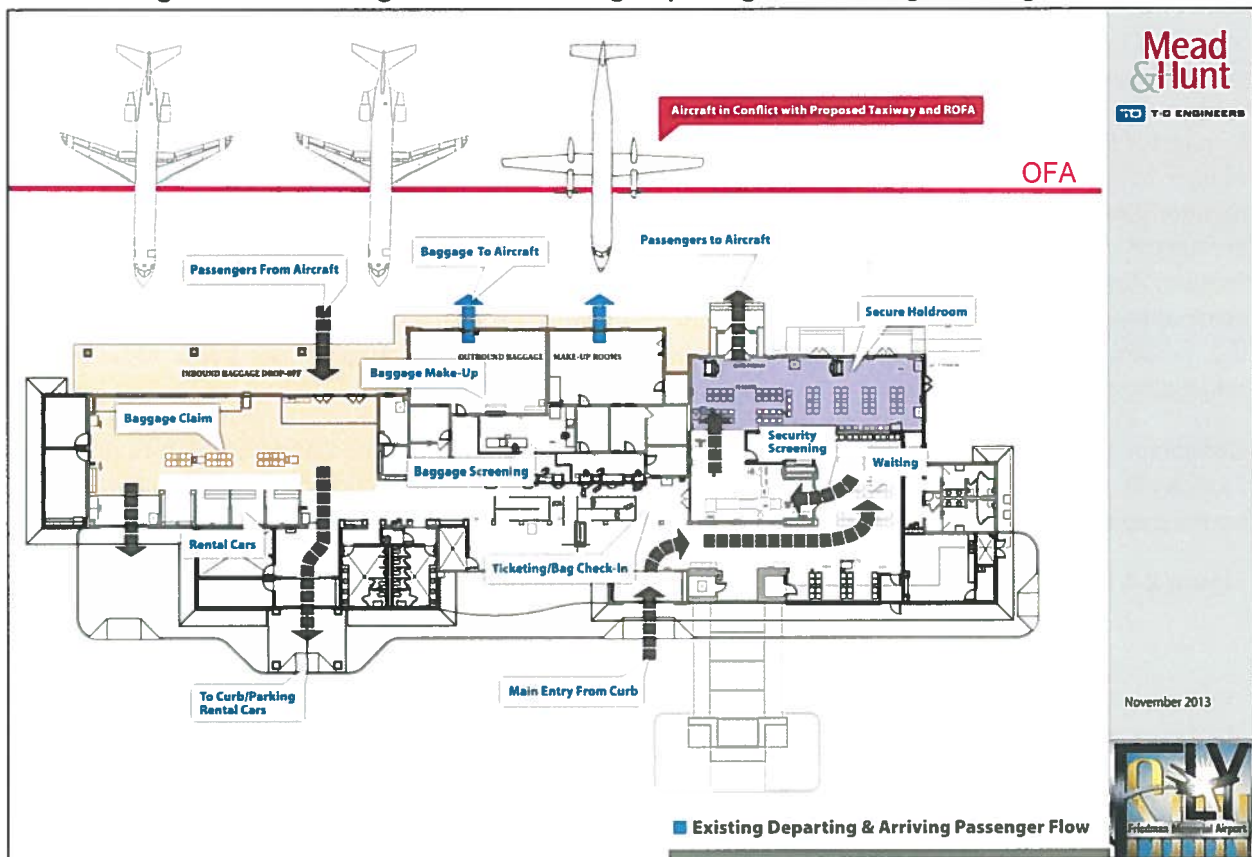 Mead
&Hunt
TO T-O ENGINEERS
Aircraft in Conflict with Proposed Taxiway and ROFA
OFA
Passengers From Aircraft
Baggage To Aircraft
Passengers to Aircraft
Secure Holdroom
OUTBOUND BAGGAGE MAKE-UP ROOMS
INBOUND BAGGAGE DROP-OFF
Baggage Make-Up
Baggage Claim
Security
Screening
Waiting
Baggage Screening
Rental Cars
Ticketing/Bag Check-In
To Curb/Parking
Rental Cars
Main Entry From Curb
November 2013
Existing Departing & Arriving Passenger Flow
FLY
Friedman Memorial Airport